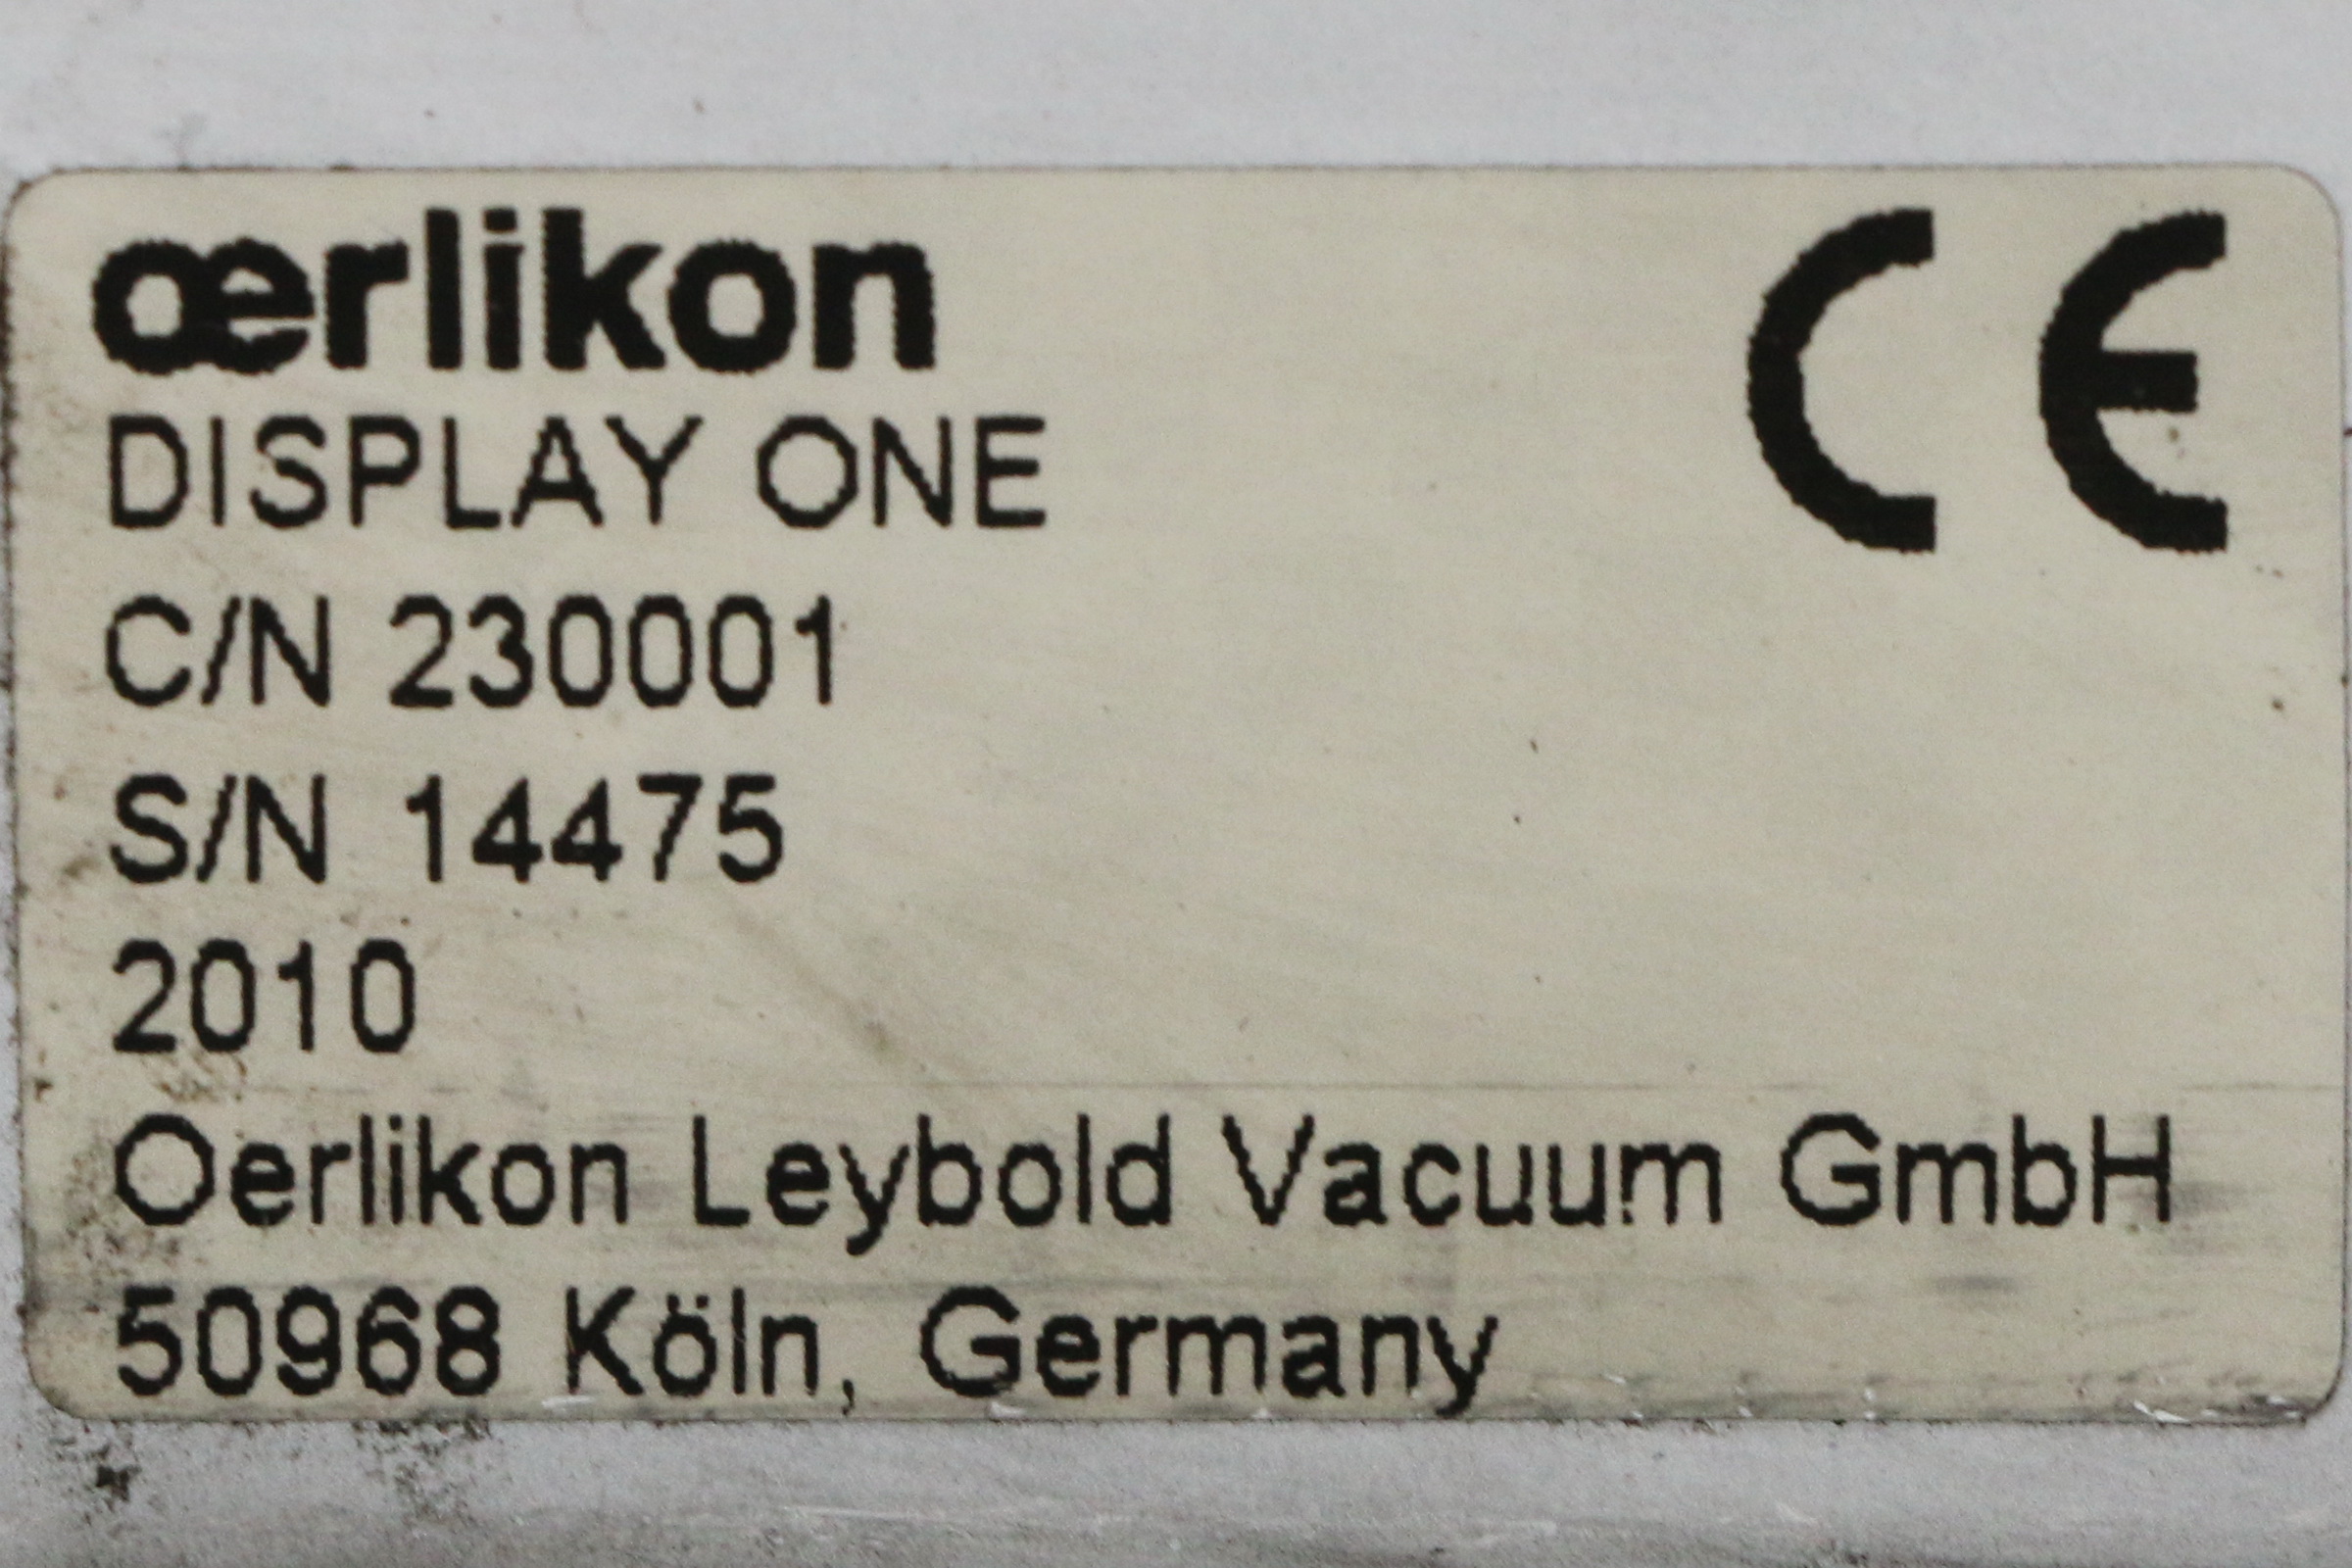 œrlikon CE
DISPLAY ONE
C/N 230001
S/N 14475
2010
Oerlikon Leybold Vacuum GmbH
50968 Köln, Germany